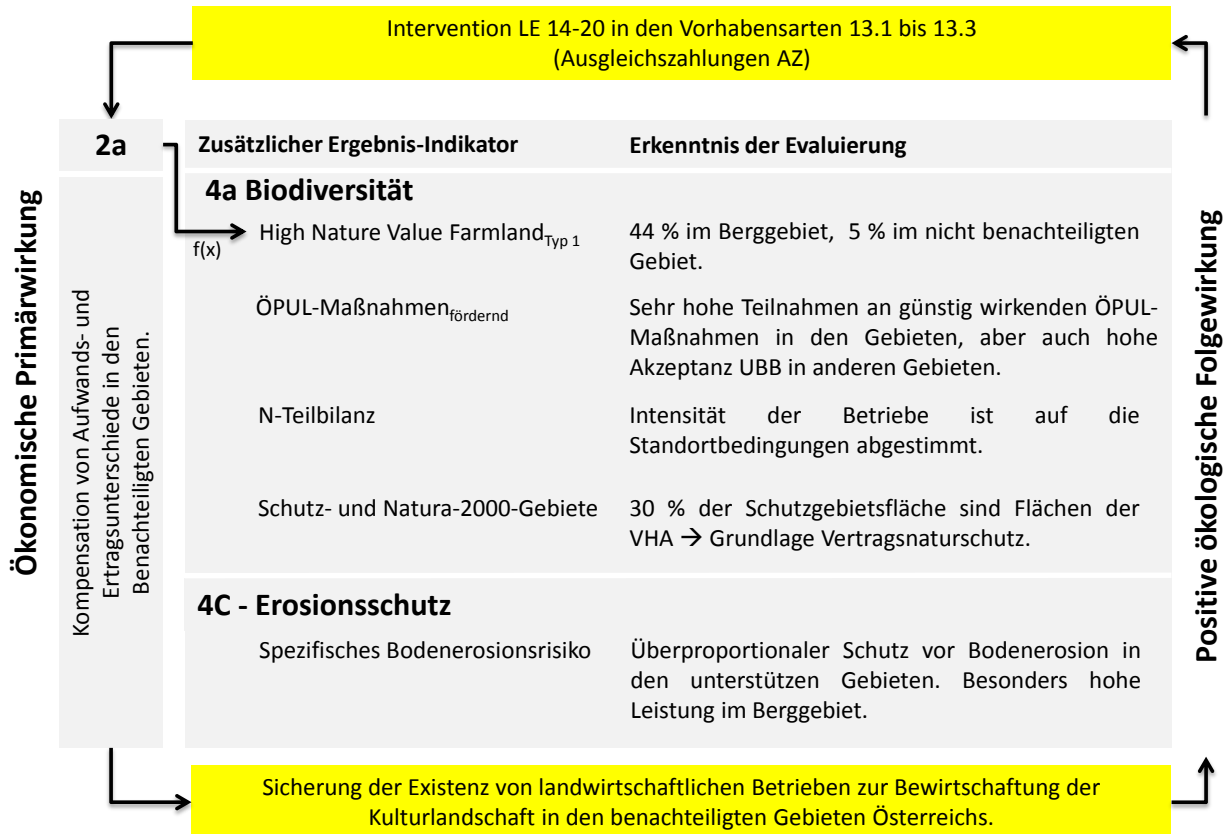 Intervention LE 14-20 in den Vorhabensarten 13.1 bis 13.3
(Ausgleichszahlungen AZ)
Ökonomische Primärwirkung
2a
Kompensation von Aufwands- und
Ertragsunterschiede in den
Benachteiligten Gebieten.
f(x)
Zusätzlicher Ergebnis-Indikator
Erkenntnis der Evaluierung
4a Biodiversität
High Nature Value Farmland Typ 1
44 % im Berggebiet, 5 % im nicht benachteiligten
Gebiet.
ÖPUL-Maßnahmen fördernd
Sehr hohe Teilnahmen an günstig wirkenden ÖPUL-
Maßnahmen in den Gebieten, aber auch hohe
Akzeptanz UBB in anderen Gebieten.
N-Teilbilanz
Intensität der Betriebe ist auf die
Standortbedingungen abgestimmt.
Schutz- und Natura-2000-Gebiete
30 % der Schutzgebietsfläche sind Flächen der
VHA → Grundlage Vertragsnaturschutz.
4C - Erosionsschutz
Spezifisches Bodenerosionsrisiko
Überproportionaler Schutz vor Bodenerosion in
den unterstützen Gebieten. Besonders hohe
Leistung im Berggebiet.
Positive ökologische Folgewirkung
Sicherung der Existenz von landwirtschaftlichen Betrieben zur Bewirtschaftung der
Kulturlandschaft in den benachteiligten Gebieten Österreichs.